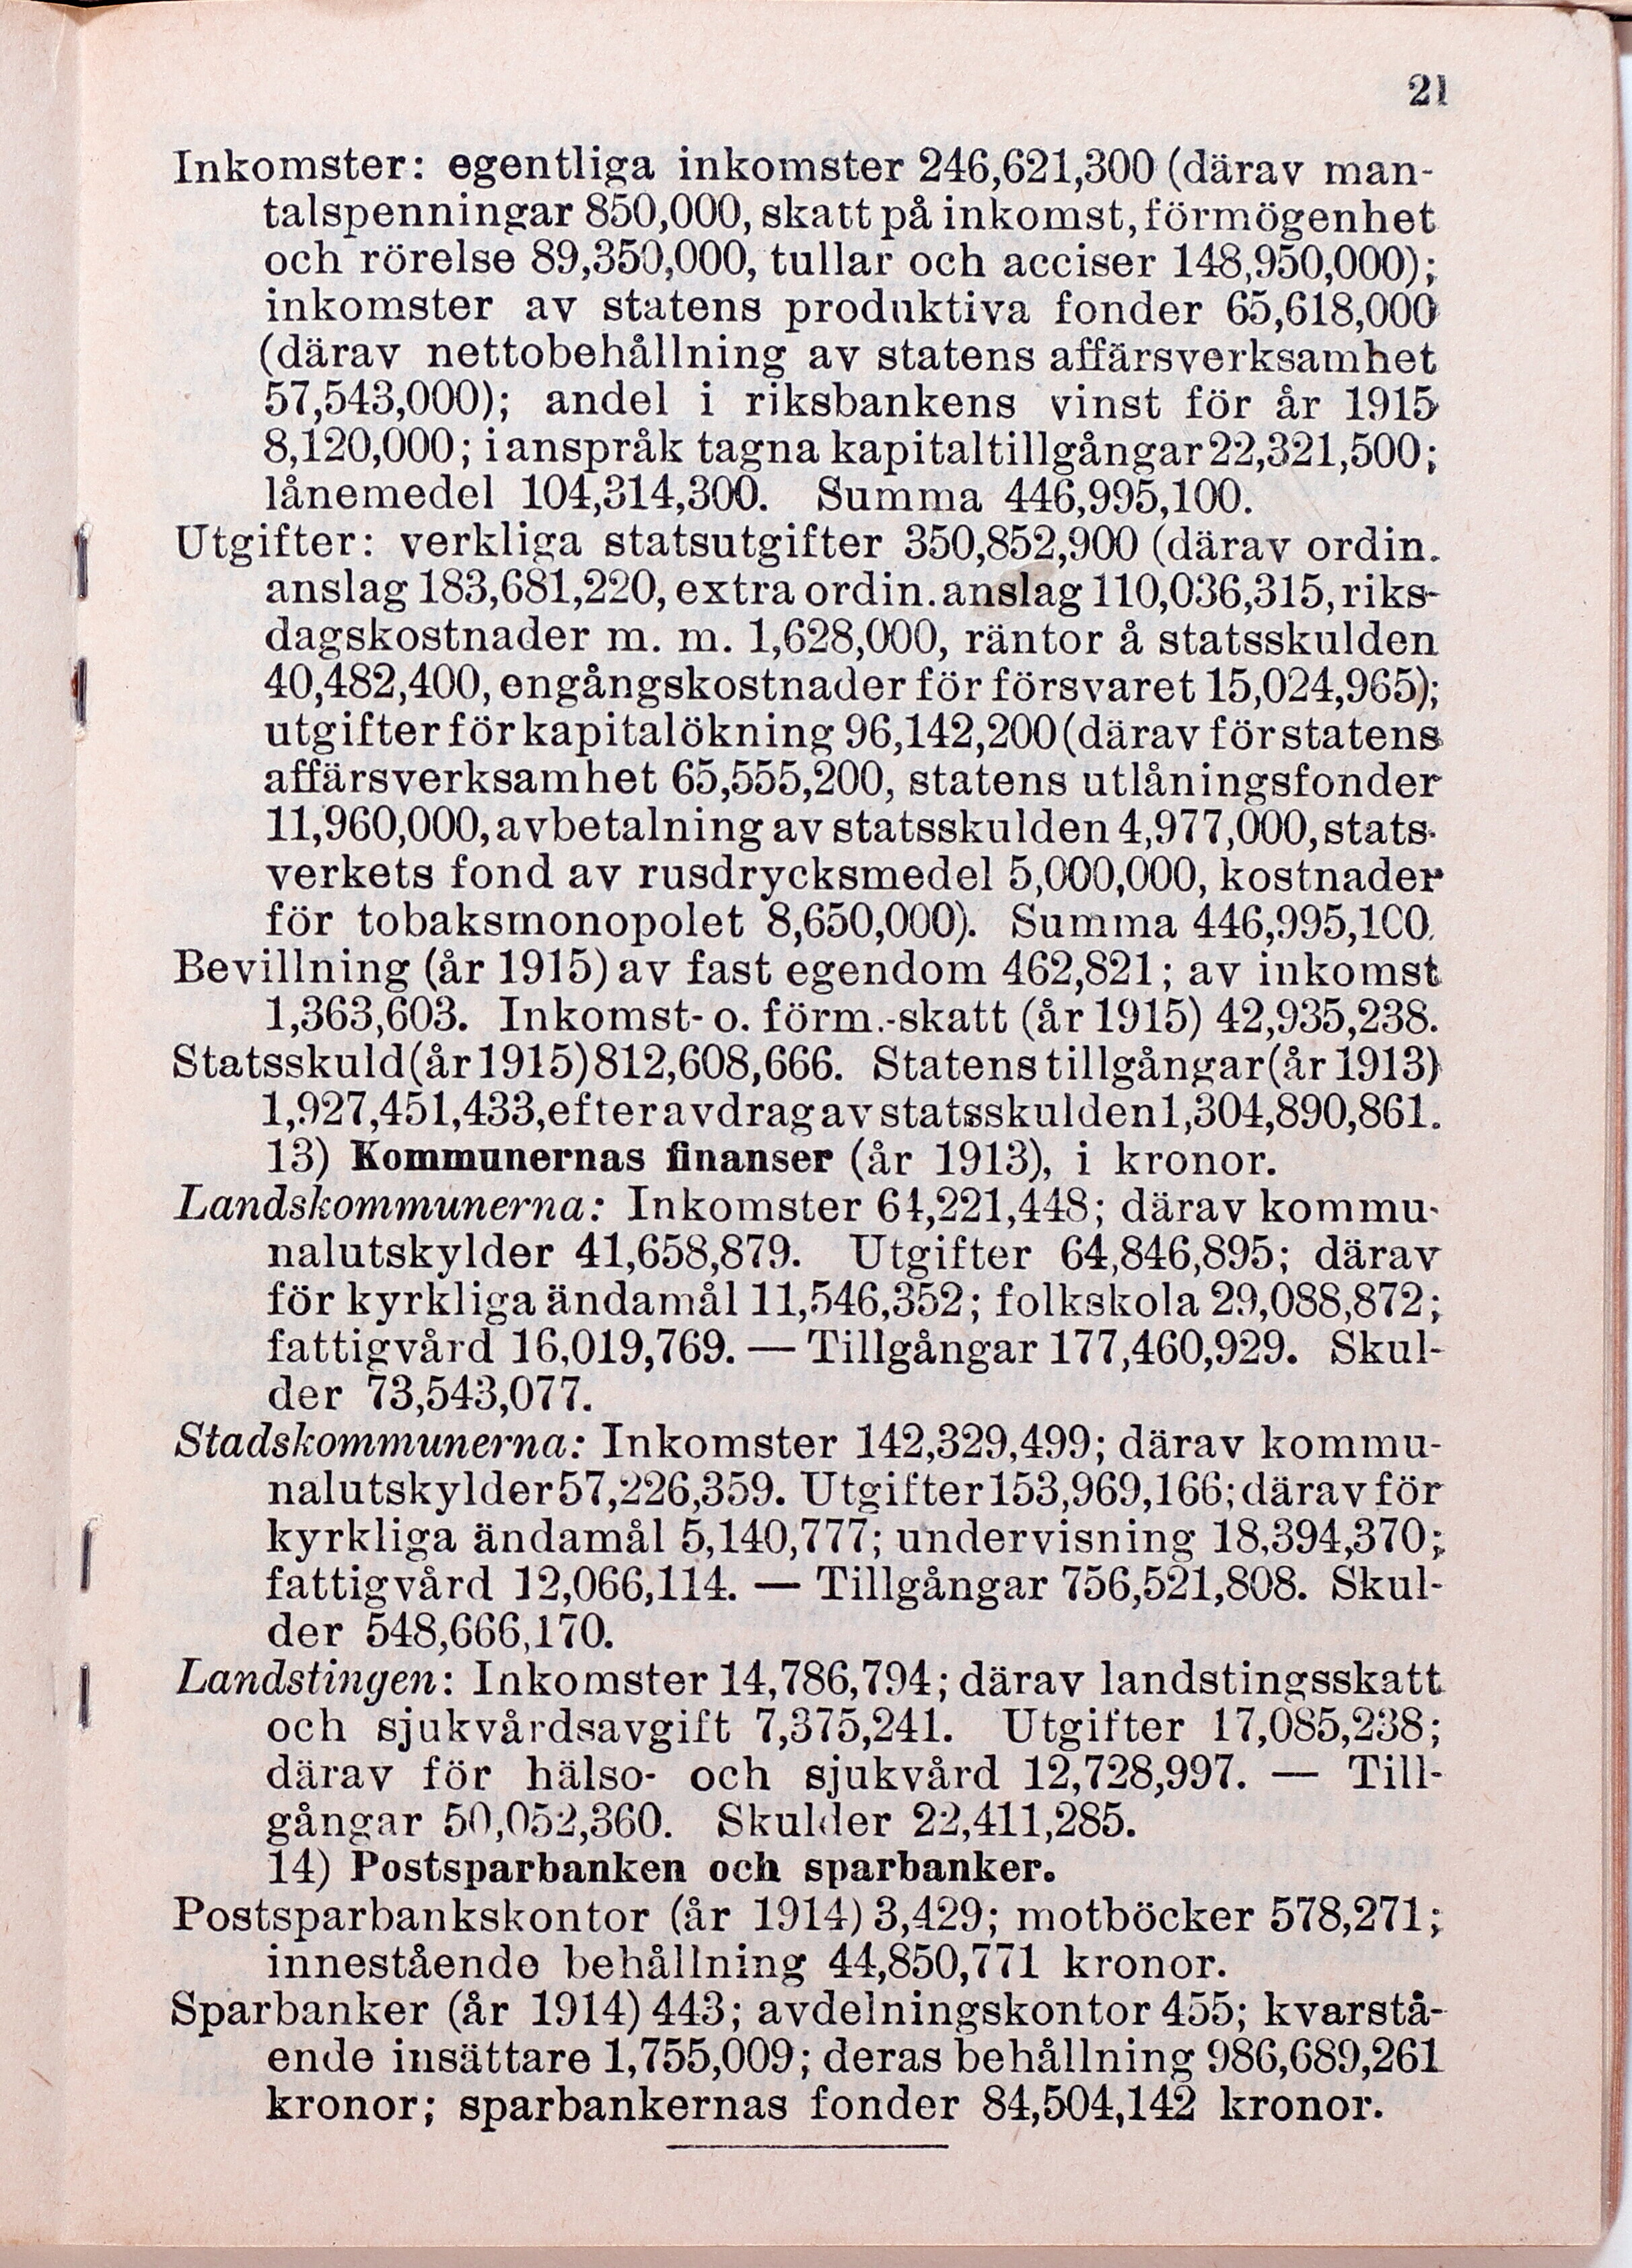 21
Inkomster: egentliga inkomster 246,621,300 (därav man-
talspenningar 850,000, skatt på inkomst, förmögenhet
och rörelse 89,350,000, tullar och acciser 148,950,000);
inkomster av statens produktiva fonder 65,618,000
(därav nettobehållning av statens affärsverksamhet
57,543,000); andel i riksbankens vinst för år 1915
8,120,000; i anspråk tagna kapitaltillgångar 22,321,500;
lånemedel 104,314,300. Summa 446,995,100.
Utgifter: verkliga statsutgifter 350,852,900 (därav ordin.
anslag 183,681,220, extra ordin. anslag 110,036,315, riks-
dagskostnader m. m. 1,628,000, räntor å statsskulden
40,482,400, engångskostnader för försvaret 15,024,965);
utgifter för kapitalökning 96,142,200 (därav för statens
affärsverksamhet 65,555,200, statens utlåningsfonder
11,960,000, avbetalning av statsskulden 4,977,000, stats-
verkets fond av rusdrycksmedel 5,000,000, kostnader
för tobaksmonopolet 8,650,000). Summa 446,995,100.
Bevillning (år 1915) av fast egendom 462,821; av inkomst
1,363,603. Inkomst- o. förm.-skatt (år 1915) 42,935,238.
Statsskuld (år 1915) 812,608,666. Statens tillgångar (år 1913)
1,927,451,433, efter avdrag av statsskulden 1,304,890,861.
13) Kommunernas finanser (år 1913), i kronor.
Landskommunerna: Inkomster 64,221,448; därav kommu-
nalutskylder 41,658,879. Utgifter 64,846,895; därav
för kyrkliga ändamål 11,546,352; folkskola 29,088,872;
fattigvård 16,019,769. — Tillgångar 177,460,929. Skul-
der 73,543,077.
Stadskommunerna: Inkomster 142,329,499; därav kommu-
nalutskylder 57,226,359. Utgifter 153,969,166; därav för
kyrkliga ändamål 5,140,777; undervisning 18,394,370;
fattigvård 12,066,114. — Tillgångar 756,521,808. Skul-
der 548,666,170.
Landstingen: Inkomster 14,786,794; därav landstingsskatt
och sjukvårdsavgift 7,375,241. Utgifter 17,085,238;
därav för hälso- och sjukvård 12,728,997. — Till-
gångar 50,052,360. Skulder 22,411,285.
14) Postsparbanken och sparbanker.
Postsparbankskontor (år 1914) 3,429; motböcker 578,271;
innestående behållning 44,850,771 kronor.
Sparbanker (år 1914) 443; avdelningskontor 455; kvarstå-
ende insättare 1,755,009; deras behållning 986,689,261
kronor; sparbankernas fonder 84,504,142 kronor.